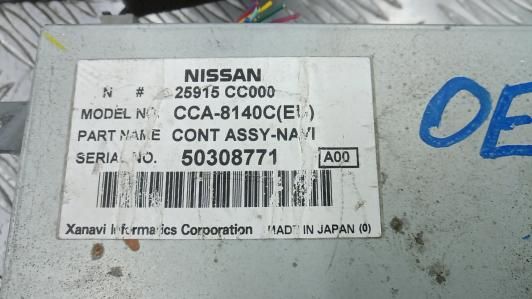 NISSAN
N # 25915 CC000
MODEL NO. CCA-8140C(EU)
PART NAME CONT ASSY-NAVI
SERIAL NO. 50308771 A00
Xanavi Informatics Corporation MADE IN JAPAN (0)
OE